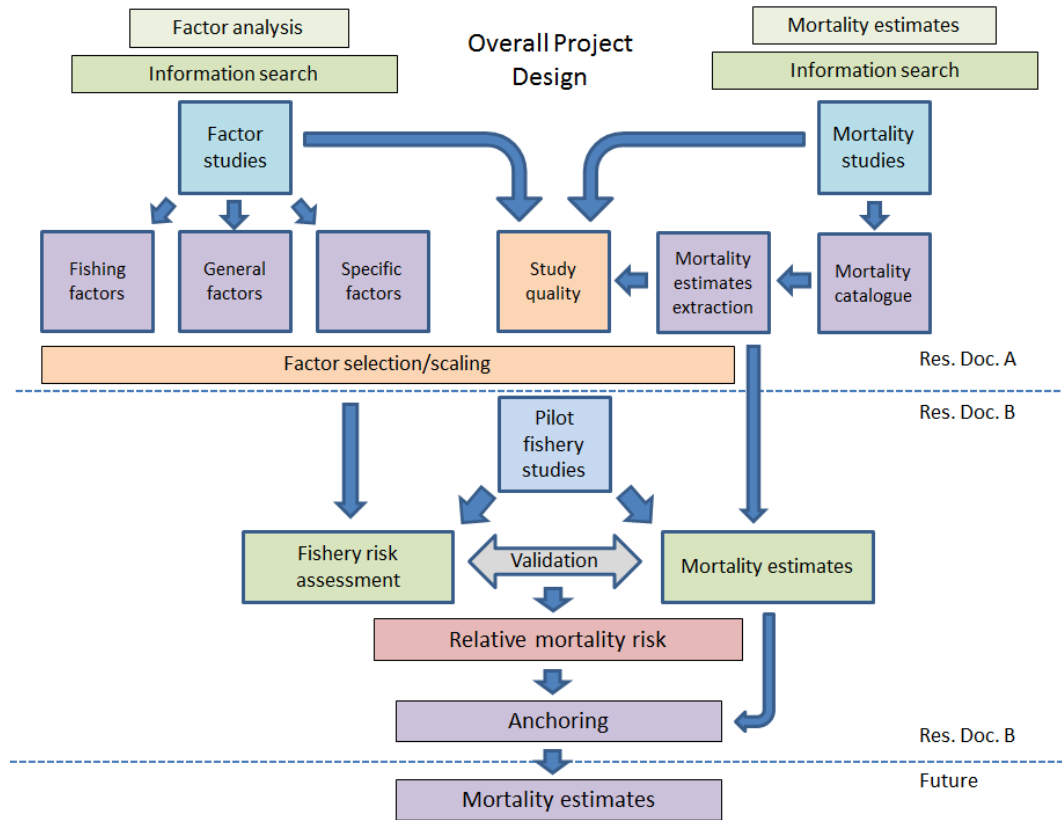 Factor analysis
Information search
Overall Project
Design
Mortality estimates
Information search
Factor
studies
Mortality
studies
Fishing
factors
General
factors
Specific
factors
Study
quality
Mortality
estimates
extraction
Mortality
catalogue
Factor selection/scaling
Res. Doc. A
Res. Doc. B
Pilot
fishery
studies
Fishery risk
assessment
Validation
Mortality estimates
Relative mortality risk
Anchoring
Res. Doc. B
Future
Mortality estimates